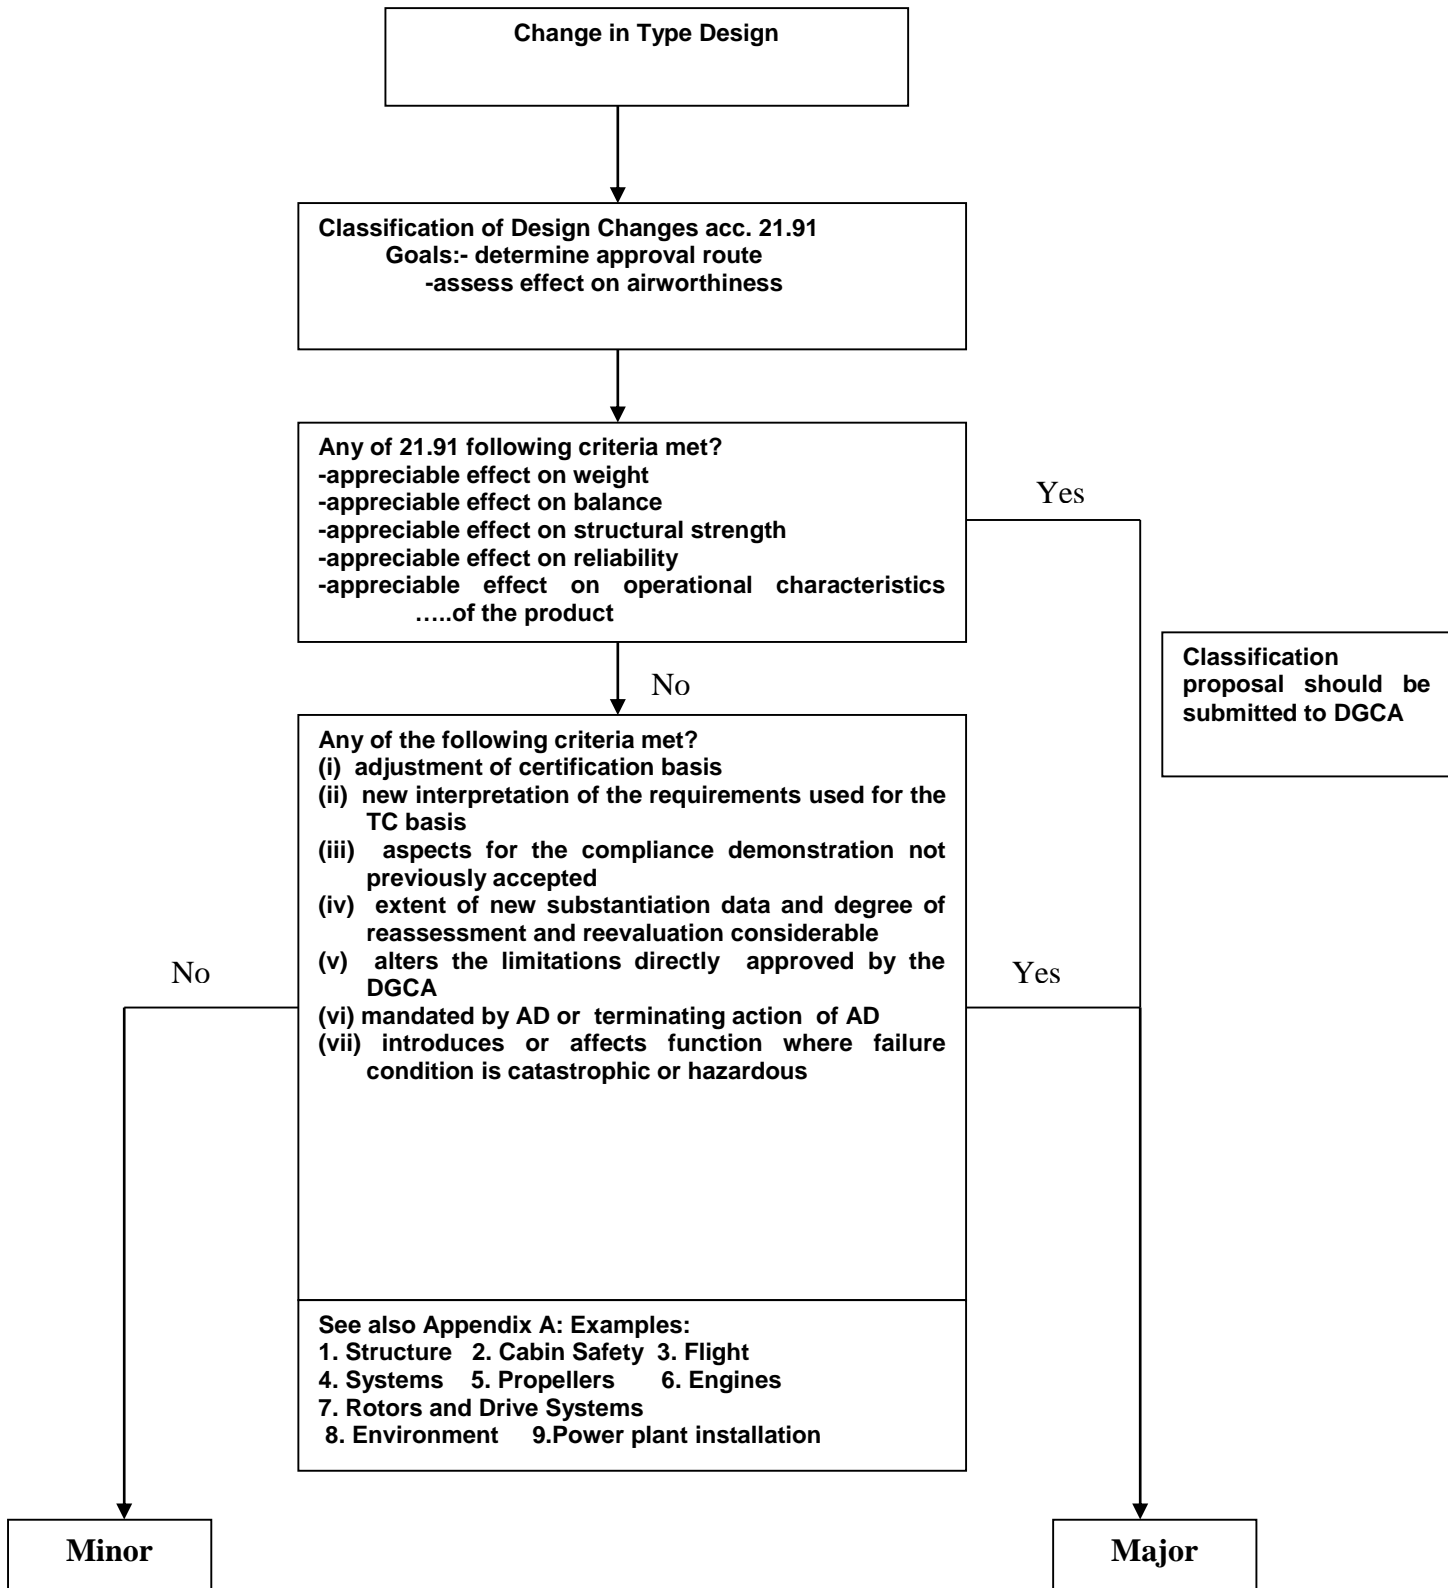 Change in Type Design
Classification of Design Changes acc. 21.91
Goals:- determine approval route
-assess effect on airworthiness
Any of 21.91 following criteria met?
-appreciable effect on weight
-appreciable effect on balance
-appreciable effect on structural strength
-appreciable effect on reliability
-appreciable effect on operational characteristics
…..of the product
Yes
No
Classification
proposal should be
submitted to DGCA
Any of the following criteria met?
(i) adjustment of certification basis
(ii) new interpretation of the requirements used for the
TC basis
(iii) aspects for the compliance demonstration not
previously accepted
(iv) extent of new substantiation data and degree of
reassessment and reevaluation considerable
(v) alters the limitations directly approved by the
DGCA
(vi) mandated by AD or terminating action of AD
(vii) introduces or affects function where failure
condition is catastrophic or hazardous
No
Yes
See also Appendix A: Examples:
1. Structure 2. Cabin Safety 3. Flight
4. Systems 5. Propellers 6. Engines
7. Rotors and Drive Systems
8. Environment 9.Power plant installation
Minor
Major